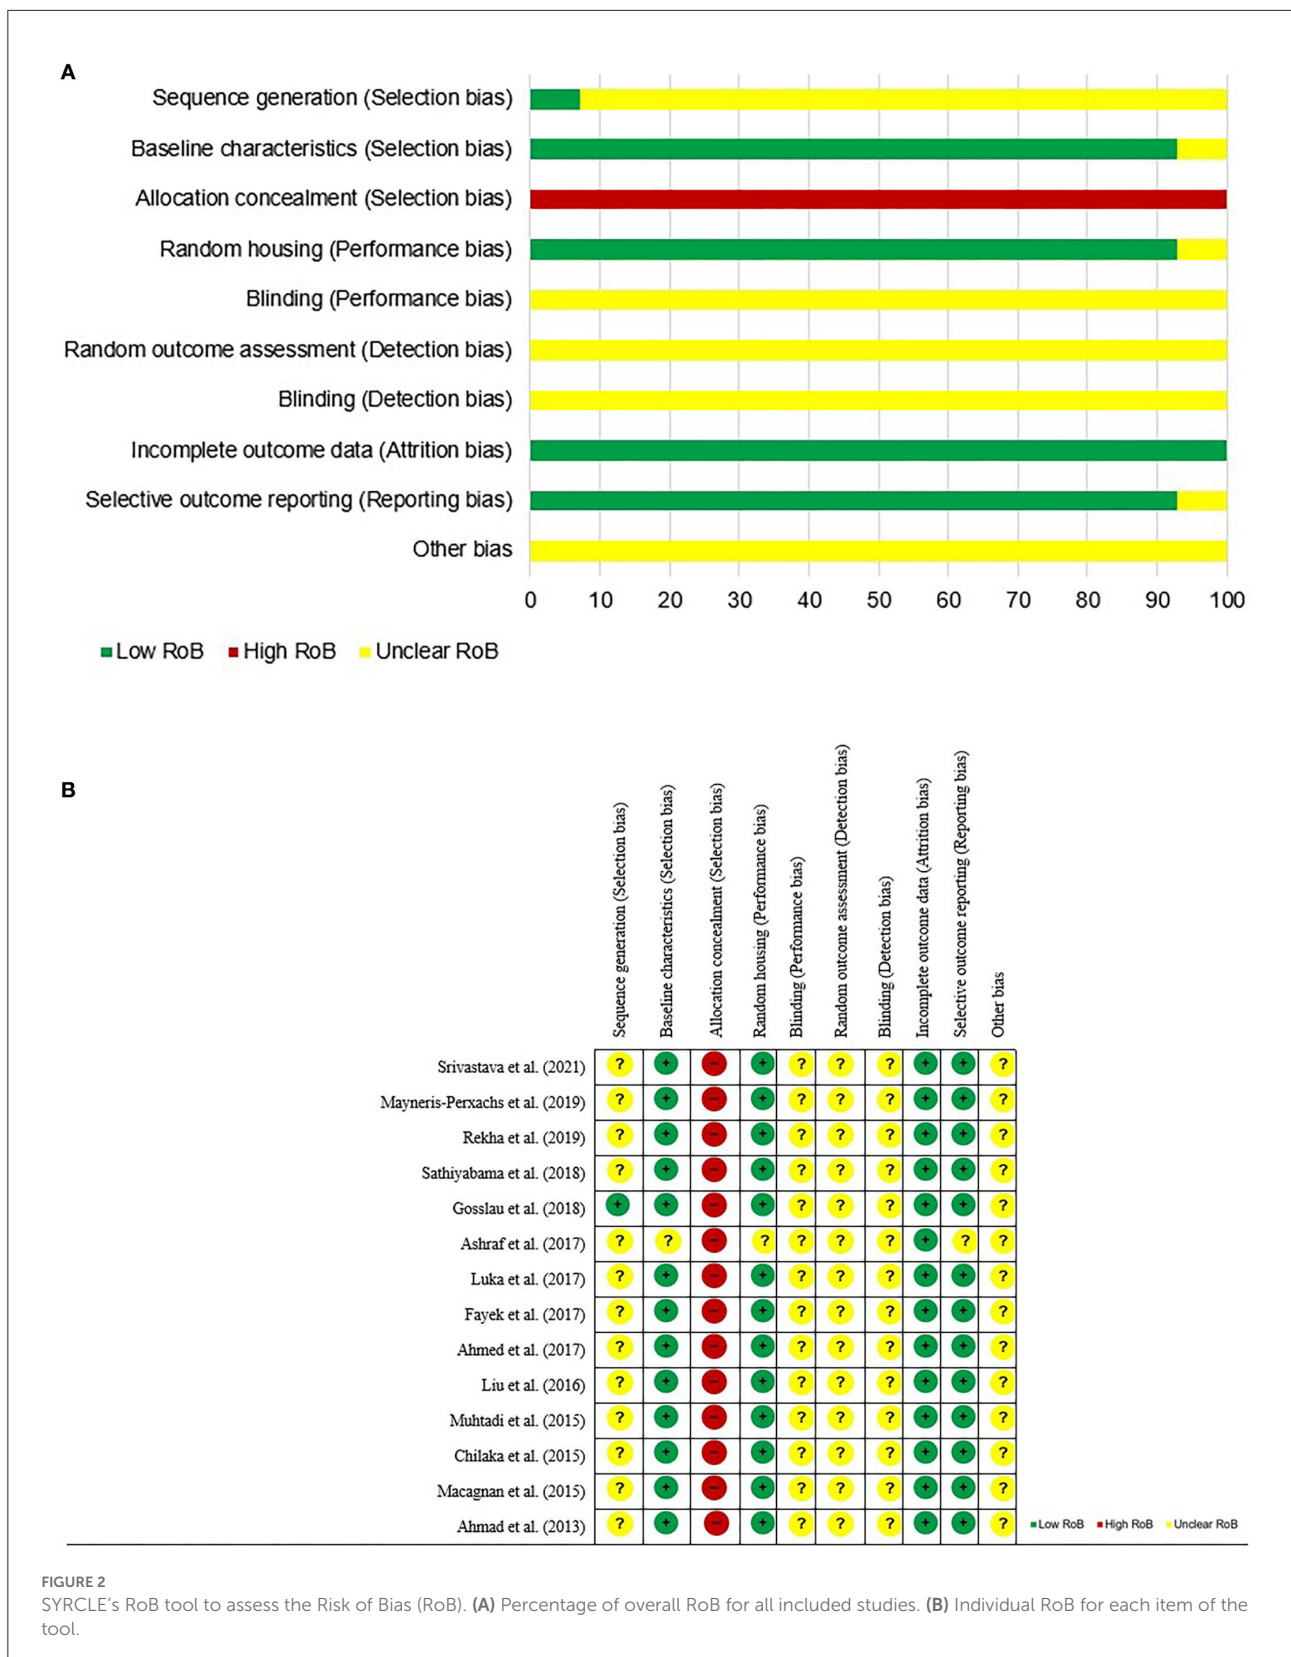 A
Sequence generation (Selection bias)
Baseline characteristics (Selection bias)
Allocation concealment (Selection bias)
Random housing (Performance bias)
Blinding (Performance bias)
Random outcome assessment (Detection bias)
Blinding (Detection bias)
Incomplete outcome data (Attrition bias)
Selective outcome reporting (Reporting bias)
Other bias
0 10 20 30 40 50 60 70 80 90 100
Low RoB High RoB Unclear RoB
B
Sequence generation (Selection bias)
Baseline characteristics (Selection bias)
Allocation concealment (Selection bias)
Random housing (Performance bias)
Blinding (Performance bias)
Random outcome assessment (Detection bias)
Blinding (Detection bias)
Incomplete outcome data (Attrition bias)
Selective outcome reporting (Reporting bias)
Other bias
Srivastava et al. (2021) ? + − + ? ? ? + + ?
Mayneris-Perxachs et al. (2019) ? + − + ? ? ? + + ?
Rekha et al. (2019) ? + − + ? ? ? + + ?
Sathiyabama et al. (2018) ? + − + ? ? ? + + ?
Gosslau et al. (2018) + + − + ? ? ? + + ?
Ashraf et al. (2017) ? ? − ? ? ? ? + ? ?
Luka et al. (2017) ? + − + ? ? ? + + ?
Fayek et al. (2017) ? + − + ? ? ? + + ?
Ahmed et al. (2017) ? + − + ? ? ? + + ?
Liu et al. (2016) ? + − + ? ? ? + + ?
Muhtadi et al. (2015) ? + − + ? ? ? + + ?
Chilaka et al. (2015) ? + − + ? ? ? + + ?
Macagnan et al. (2015) ? + − + ? ? ? + + ?
Ahmad et al. (2013) ? + − + ? ? ? + + ?
Low RoB High RoB Unclear RoB
FIGURE 2
SYRCLE's RoB tool to assess the Risk of Bias (RoB). (A) Percentage of overall RoB for all included studies. (B) Individual RoB for each item of the
tool.